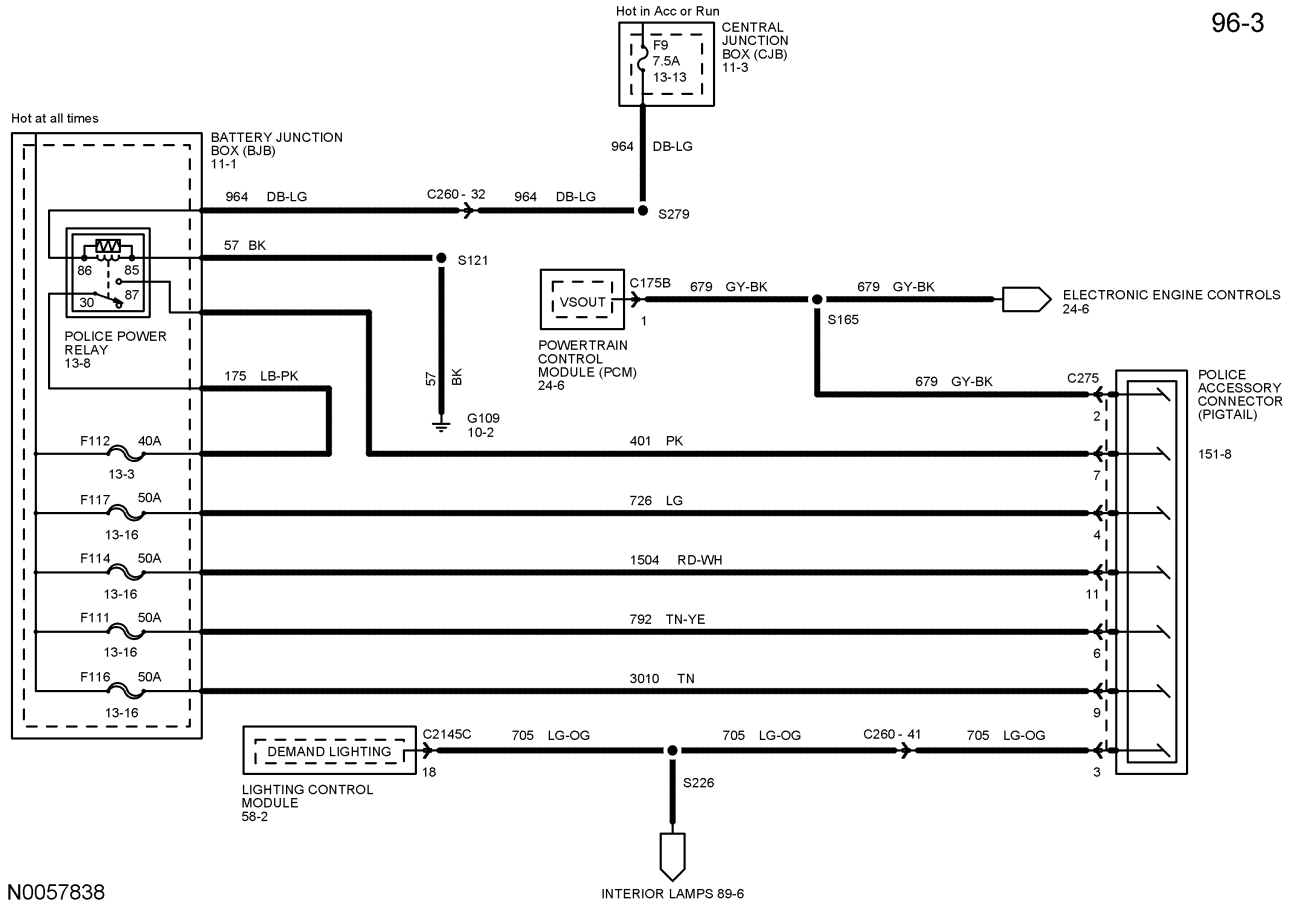 96-3
Hot in Acc or Run
CENTRAL
JUNCTION
BOX (CJB)
11-3
F9
7.5A
13-13
Hot at all times
BATTERY JUNCTION
BOX (BJB)
11-1
964 DB-LG
964 DB-LG
C260 - 32
964 DB-LG
S279
57 BK
S121
86
85
87
30
POLICE POWER
RELAY
13-8
VSOUT
C175B
1
679 GY-BK
679 GY-BK
S165
ELECTRONIC ENGINE CONTROLS
24-6
POWERTRAIN
CONTROL
MODULE (PCM)
24-6
175 LB-PK
57
BK
G109
10-2
679 GY-BK
C275
2
POLICE
ACCESSORY
CONNECTOR
(PIGTAIL)
151-8
F112 40A
13-3
401 PK
7
F117 50A
13-16
726 LG
4
F114 50A
13-16
1504 RD-WH
11
F111 50A
13-16
792 TN-YE
6
F116 50A
13-16
3010 TN
9
DEMAND LIGHTING
C2145C
18
705 LG-OG
705 LG-OG
C260 - 41
705 LG-OG
3
LIGHTING CONTROL
MODULE
58-2
S226
INTERIOR LAMPS 89-6
N0057838